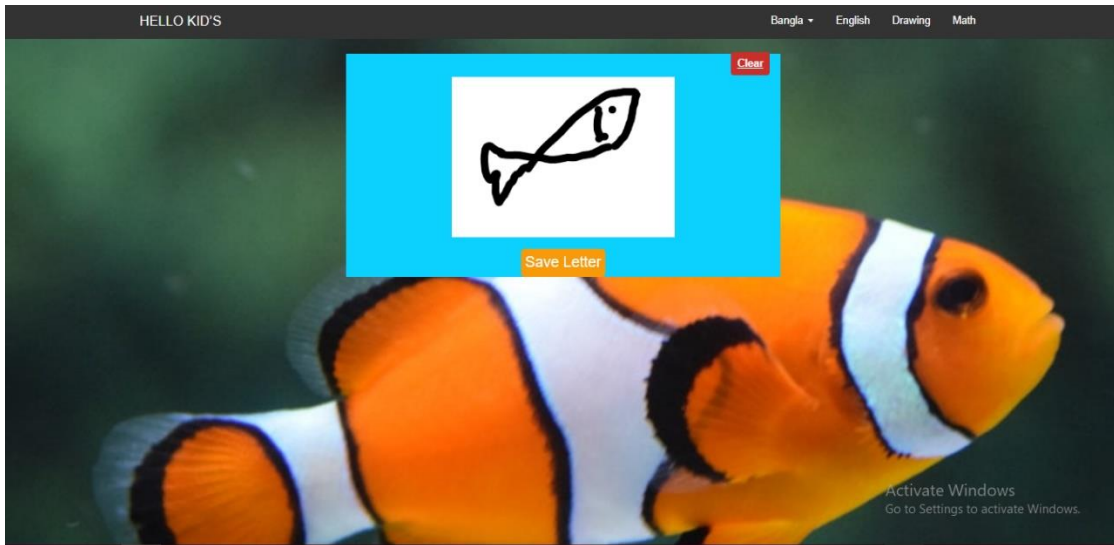 HELLO KID'S
Bangla English Drawing Math
Clear
Save Letter
Activate Windows
Go to Settings to activate Windows.